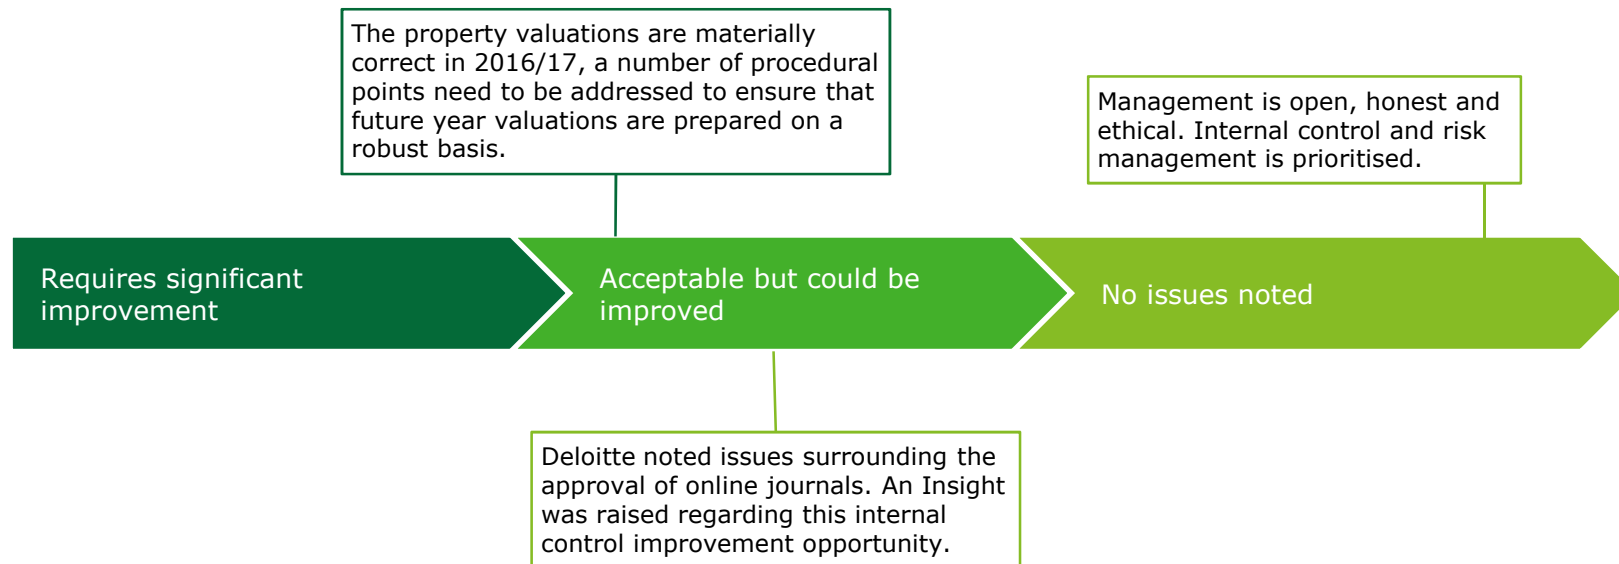 The property valuations are materially
correct in 2016/17, a number of procedural
points need to be addressed to ensure that
future year valuations are prepared on a
robust basis.
Management is open, honest and
ethical. Internal control and risk
management is prioritised.
Requires significant
improvement
Acceptable but could be
improved
No issues noted
Deloitte noted issues surrounding the
approval of online journals. An Insight
was raised regarding this internal
control improvement opportunity.